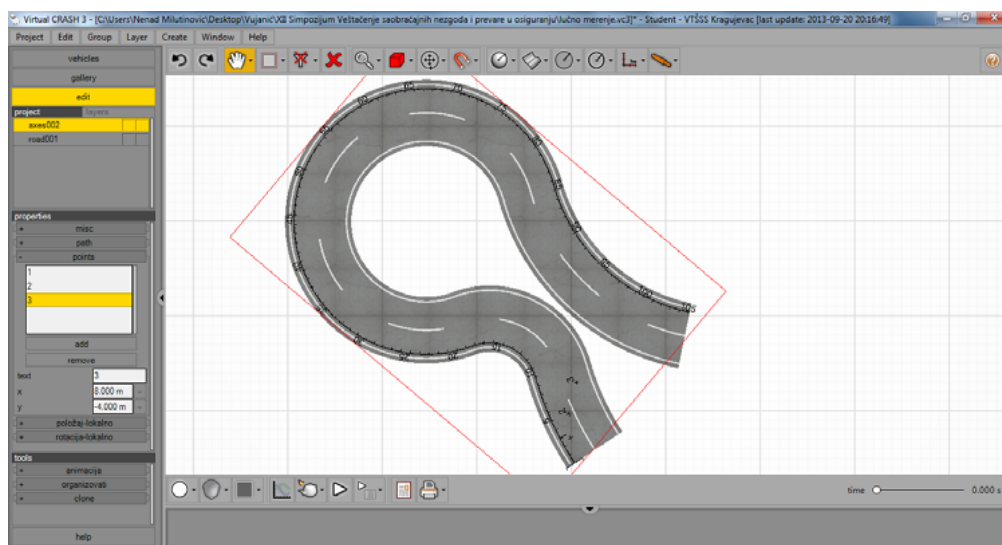 Virtual CRASH 3 - [C:\Users\Nenad Milutinovic\Desktop\Vujanic\XII Simpozijum Veštačenje saobraćajnih nezgoda i prevare u osiguranju\lučno merenje.vc3]* - Student - VTŠSS Kragujevac [last update: 2013-09-20 20:16:49]
Project Edit Group Layer Create Window Help
vehicles
gallery
edit
project layers
axes002
road001
properties
+ misc
+ path
- points
1
2
3
add
remove
text 3
x 8.000 m
y -4.000 m
+ položaj-lokalno
+ rotacija-lokalno
tools
+ animacija
+ organizovati
+ clone
help
time 0.000 s